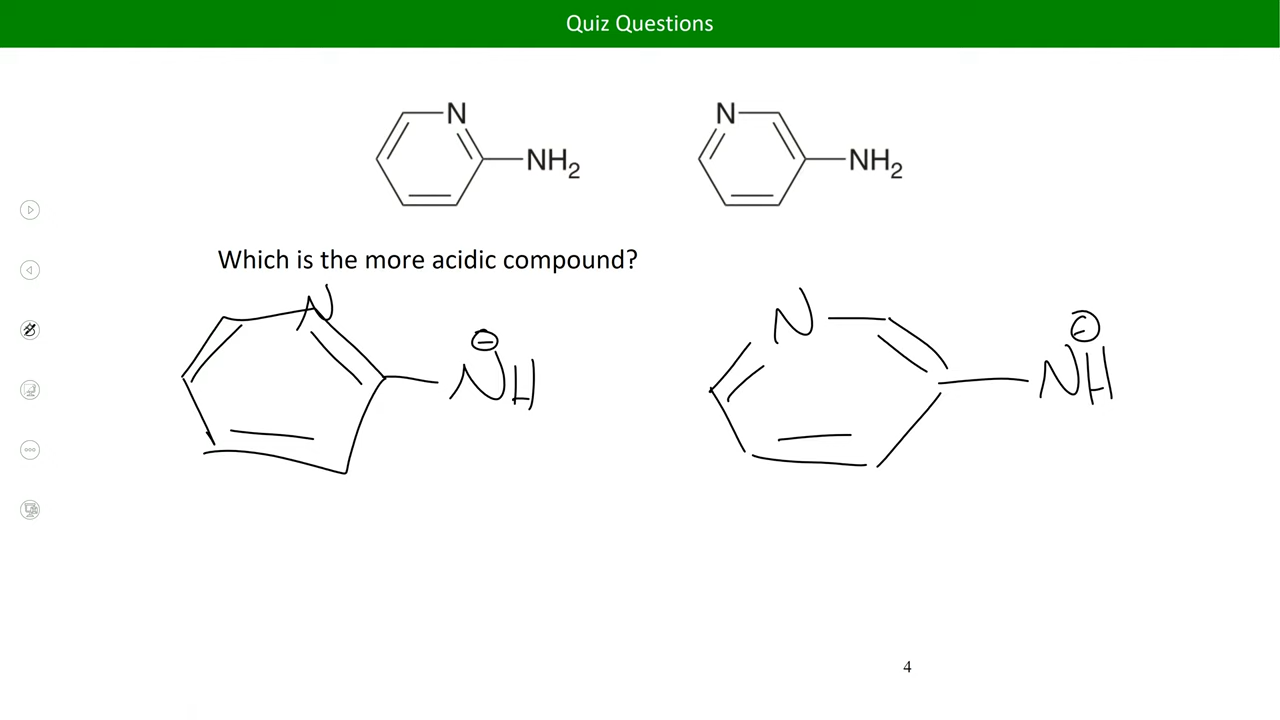 Quiz Questions
N N
NH₂ NH₂
Which is the more acidic compound?
N N
⊖ ⊖
NH NH
4